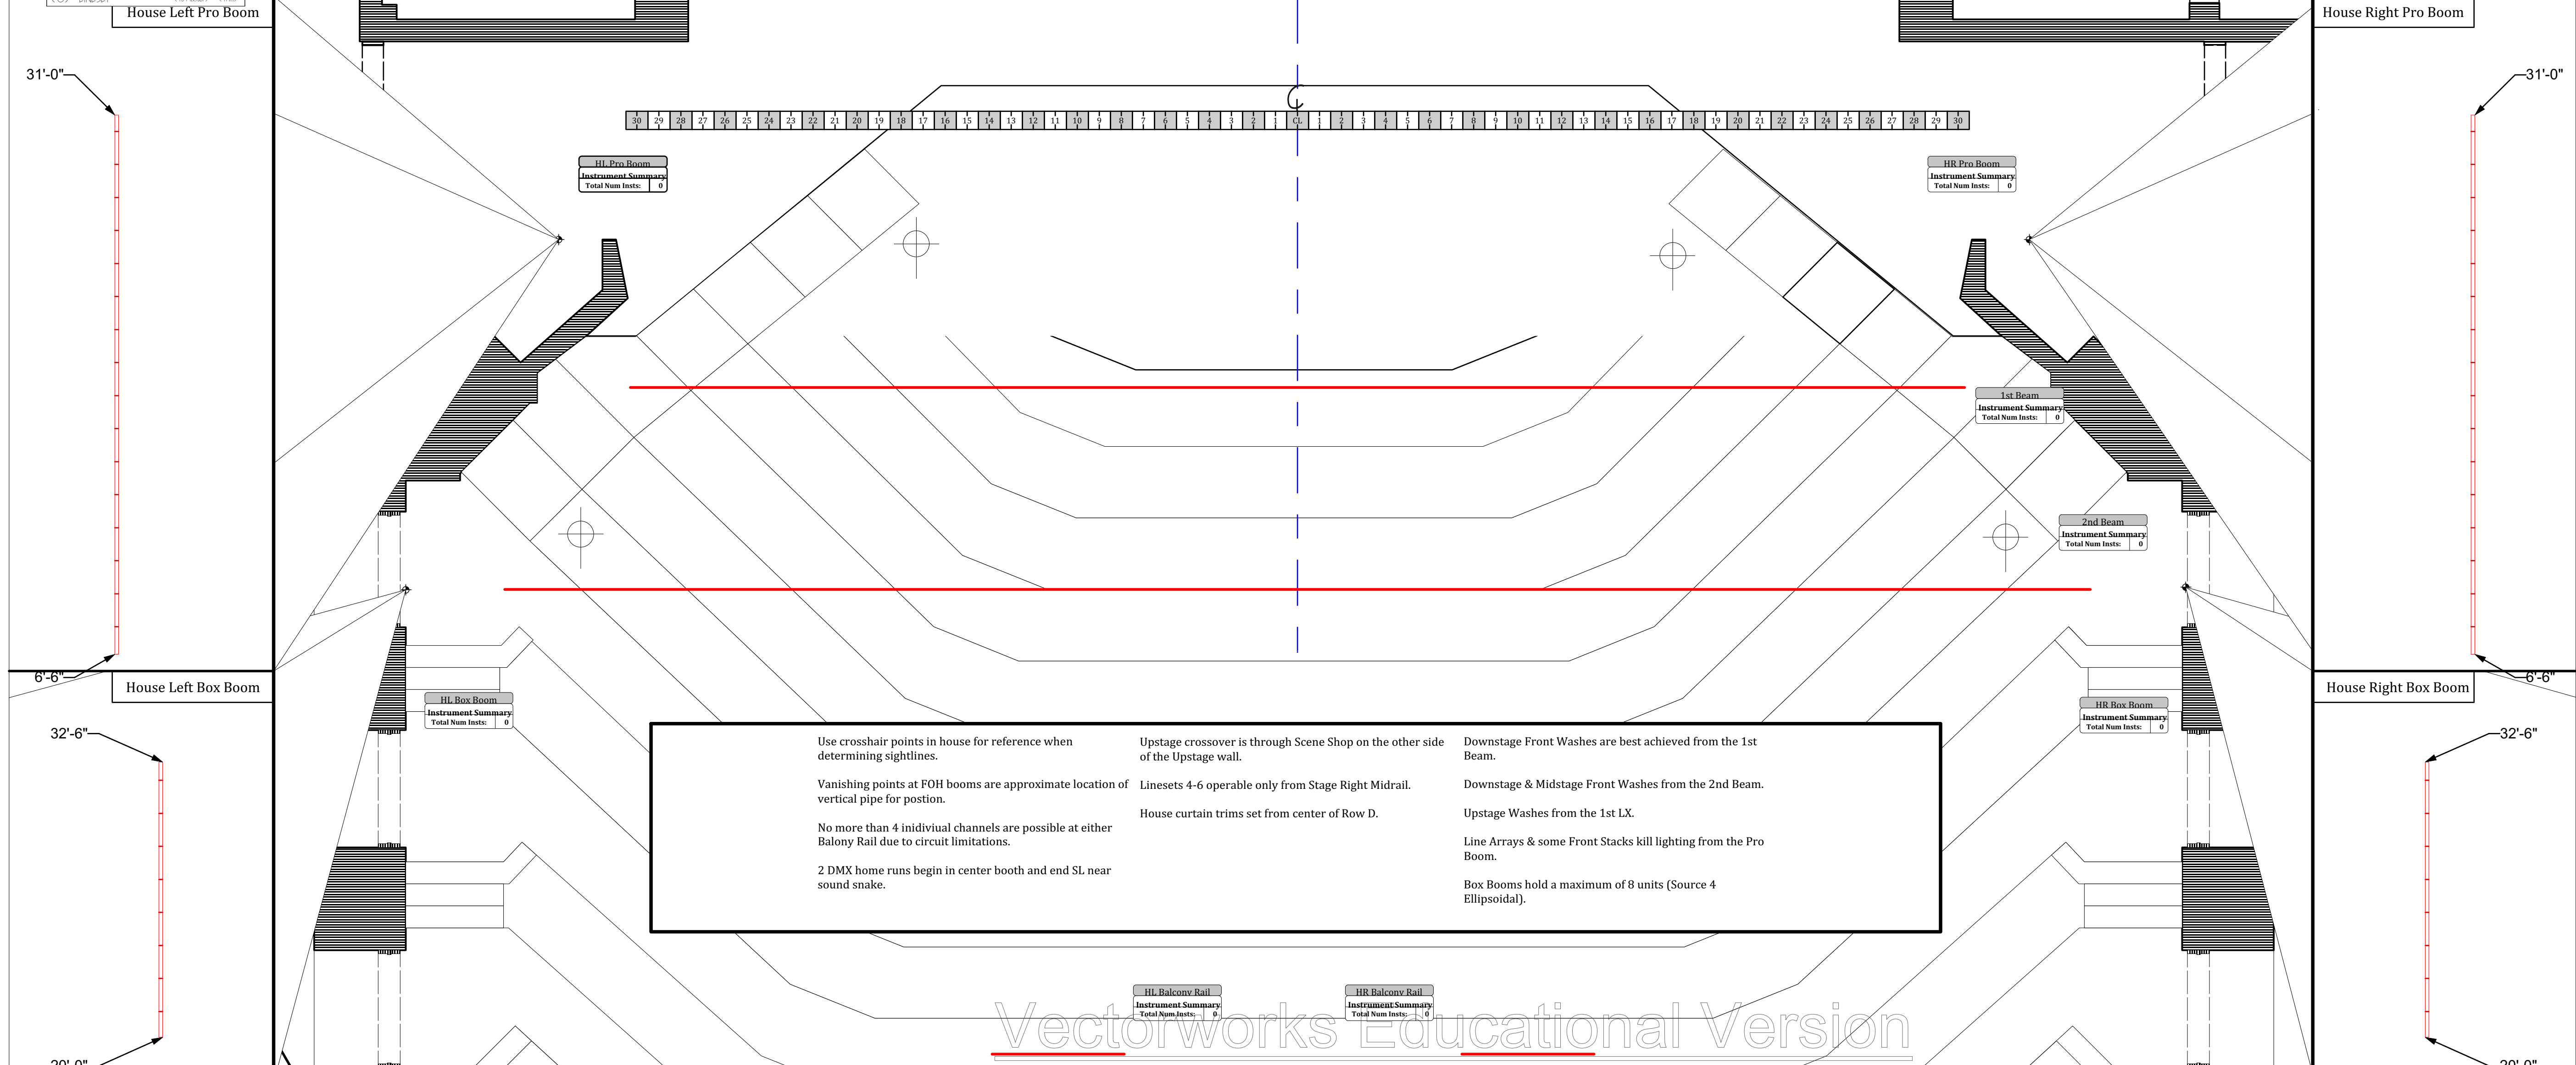 House Left Pro Boom
House Right Pro Boom
31'-0"
31'-0"
30 29 28 27 26 25 24 23 22 21 20 19 18 17 16 15 14 13 12 11 10 9 8 7 6 5 4 3 2 1 CL 1 2 3 4 5 6 7 8 9 10 11 12 13 14 15 16 17 18 19 20 21 22 23 24 25 26 27 28 29 30
HL Pro Boom
Instrument Summary
Total Num Insts: 0
HR Pro Boom
Instrument Summary
Total Num Insts: 0
1st Beam
Instrument Summary
Total Num Insts: 0
2nd Beam
Instrument Summary
Total Num Insts: 0
6'-6"
6'-6"
House Left Box Boom
House Right Box Boom
HL Box Boom
Instrument Summary
Total Num Insts: 0
HR Box Boom
Instrument Summary
Total Num Insts: 0
32'-6"
32'-6"
Use crosshair points in house for reference when
determining sightlines.
Vanishing points at FOH booms are approximate location of
vertical pipe for postion.
No more than 4 inidiviual channels are possible at either
Balony Rail due to circuit limitations.
2 DMX home runs begin in center booth and end SL near
sound snake.
Upstage crossover is through Scene Shop on the other side
of the Upstage wall.
Linesets 4-6 operable only from Stage Right Midrail.
House curtain trims set from center of Row D.
Downstage Front Washes are best achieved from the 1st
Beam.
Downstage & Midstage Front Washes from the 2nd Beam.
Upstage Washes from the 1st LX.
Line Arrays & some Front Stacks kill lighting from the Pro
Boom.
Box Booms hold a maximum of 8 units (Source 4
Ellipsoidal).
HL Balcony Rail
Instrument Summary
Total Num Insts: 0
HR Balcony Rail
Instrument Summary
Total Num Insts: 0
Vectorworks Educational Version